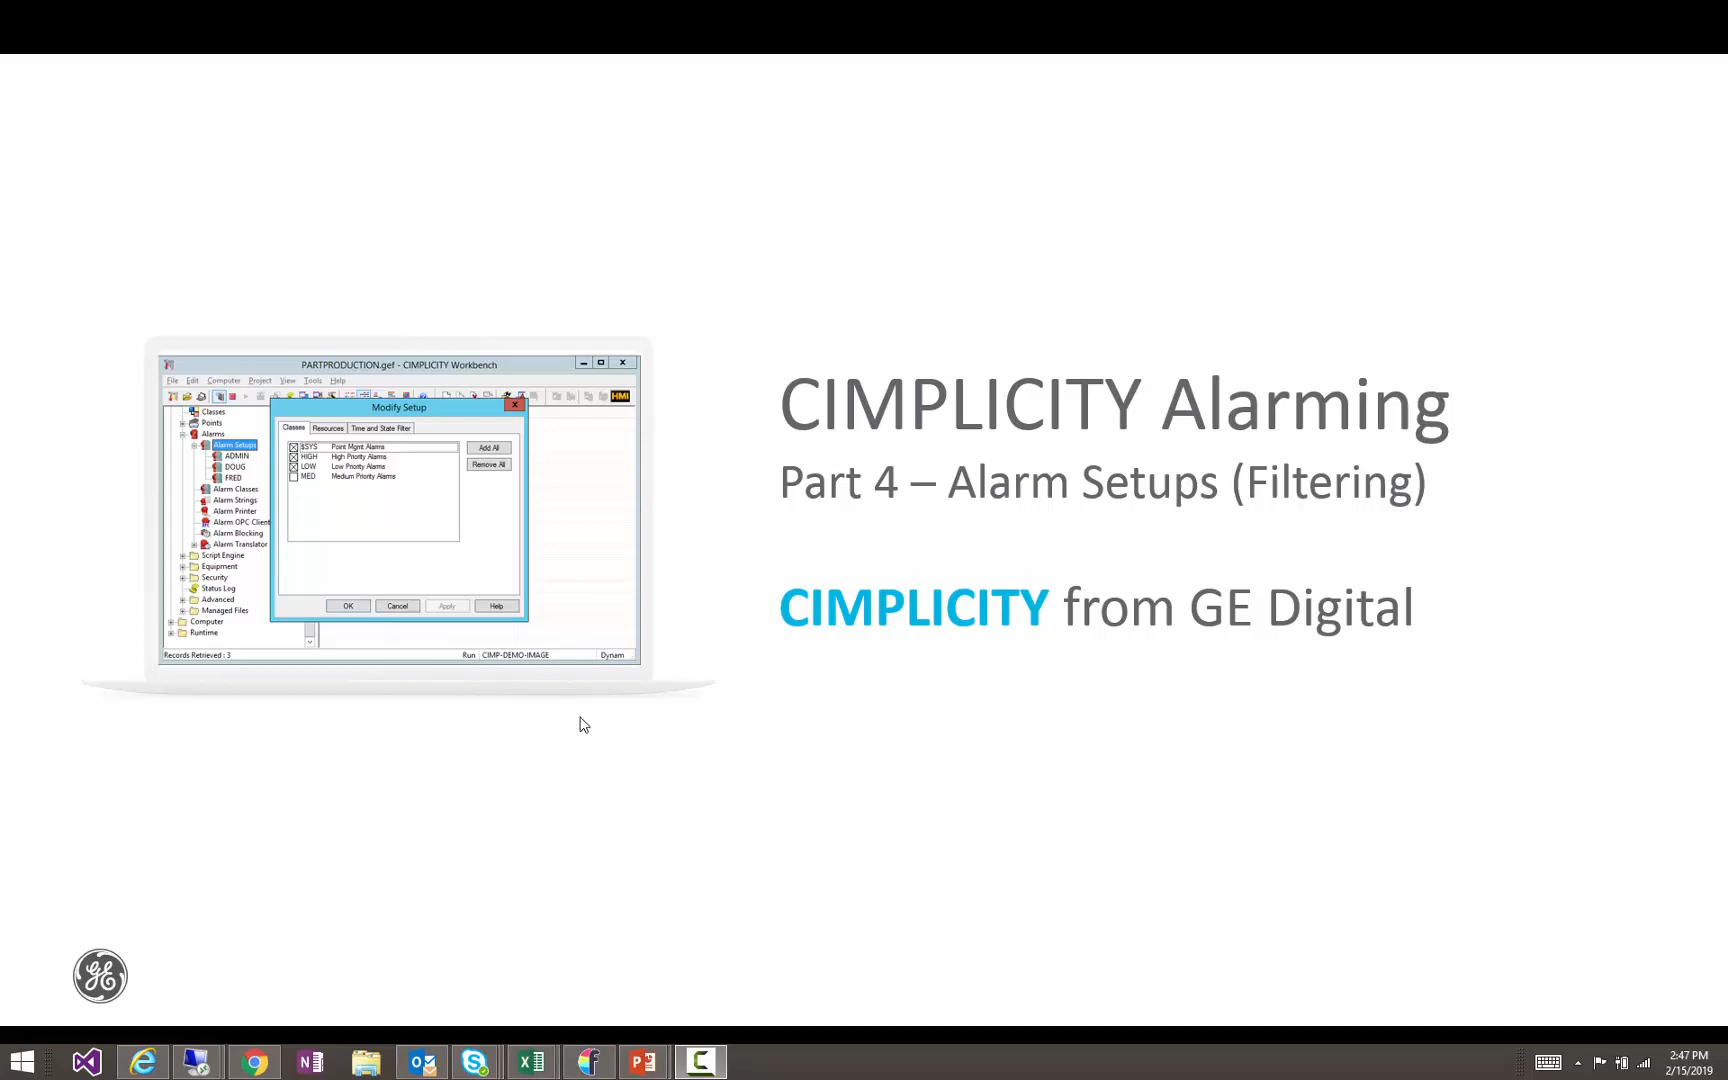 PARTPRODUCTION.gef - CIMPLICITY Workbench
File Edit Computer Project View Tools Help
HMI
Classes
Points
Alarms
Alarm Setups
ADMIN
DOUG
FRED
Alarm Classes
Alarm Strings
Alarm Printer
Alarm OPC Client
Alarm Blocking
Alarm Translator
Script Engine
Equipment
Security
Status Log
Advanced
Managed Files
Computer
Runtime
Records Retrieved : 3
Run CIMP-DEMO-IMAGE Dynam
Modify Setup
Classes Resources Time and State Filter
$SYS Point Mgmt Alarms
HIGH High Priority Alarms
LOW Low Priority Alarms
MED Medium Priority Alarms
Add All
Remove All
OK Cancel Apply Help
CIMPLICITY Alarming
Part 4 – Alarm Setups (Filtering)
CIMPLICITY from GE Digital
GE
2:47 PM
2/15/2019